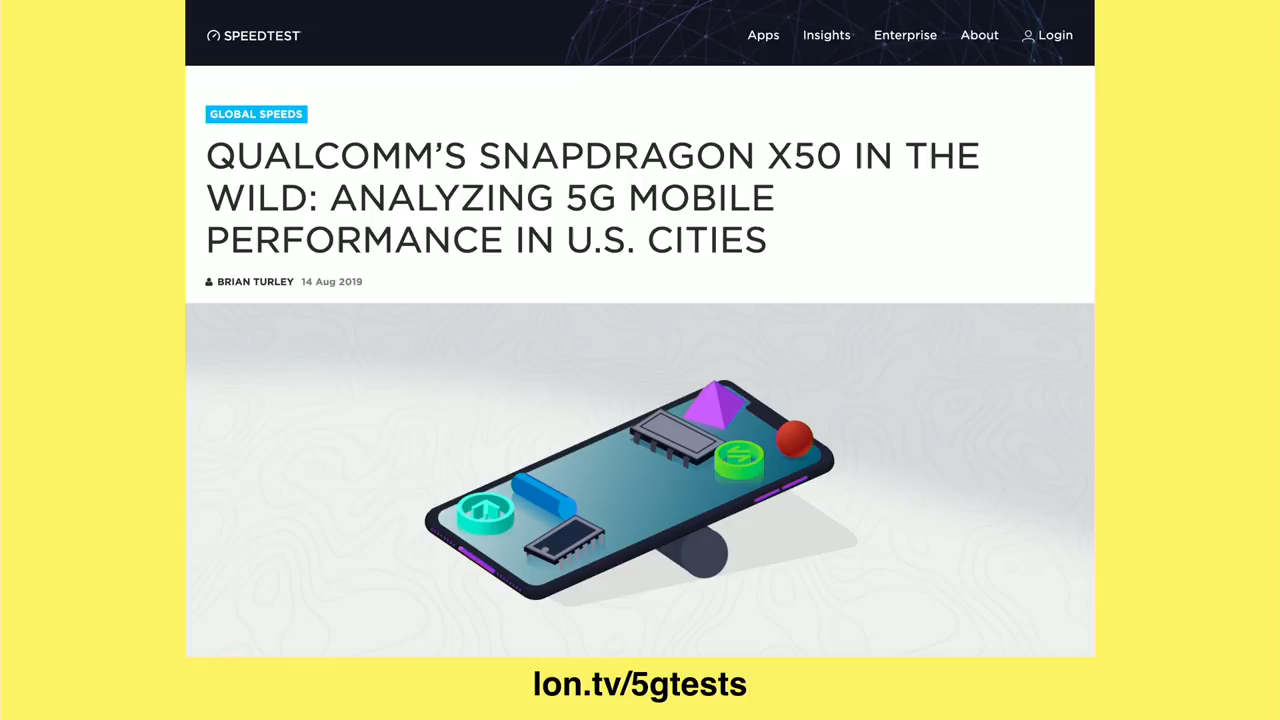 SPEEDTEST
Apps Insights Enterprise About Login
GLOBAL SPEEDS
QUALCOMM’S SNAPDRAGON X50 IN THE
WILD: ANALYZING 5G MOBILE
PERFORMANCE IN U.S. CITIES
BRIAN TURLEY 14 Aug 2019
lon.tv/5gtests